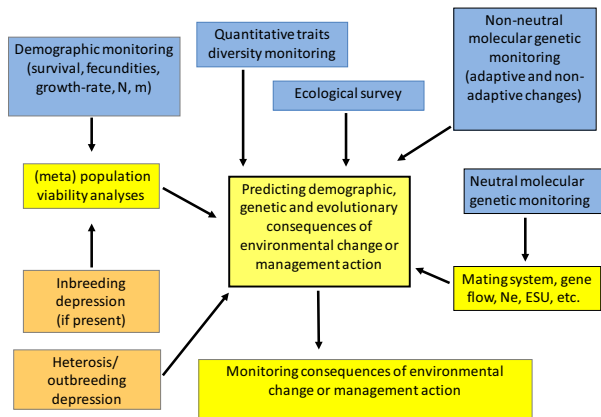 Demographic monitoring
(survival, fecundities,
growth-rate, N, m)
Quantitative traits
diversity monitoring
Ecological survey
Non-neutral
molecular genetic
monitoring
(adaptive and non-
adaptive changes)
(meta) population
viability analyses
Predicting demographic,
genetic and evolutionary
consequences of
environmental change or
management action
Neutral molecular
genetic monitoring
Inbreeding
depression
(if present)
Mating system, gene
flow, Ne, ESU, etc.
Heterosis/
outbreeding
depression
Monitoring consequences of environmental
change or management action